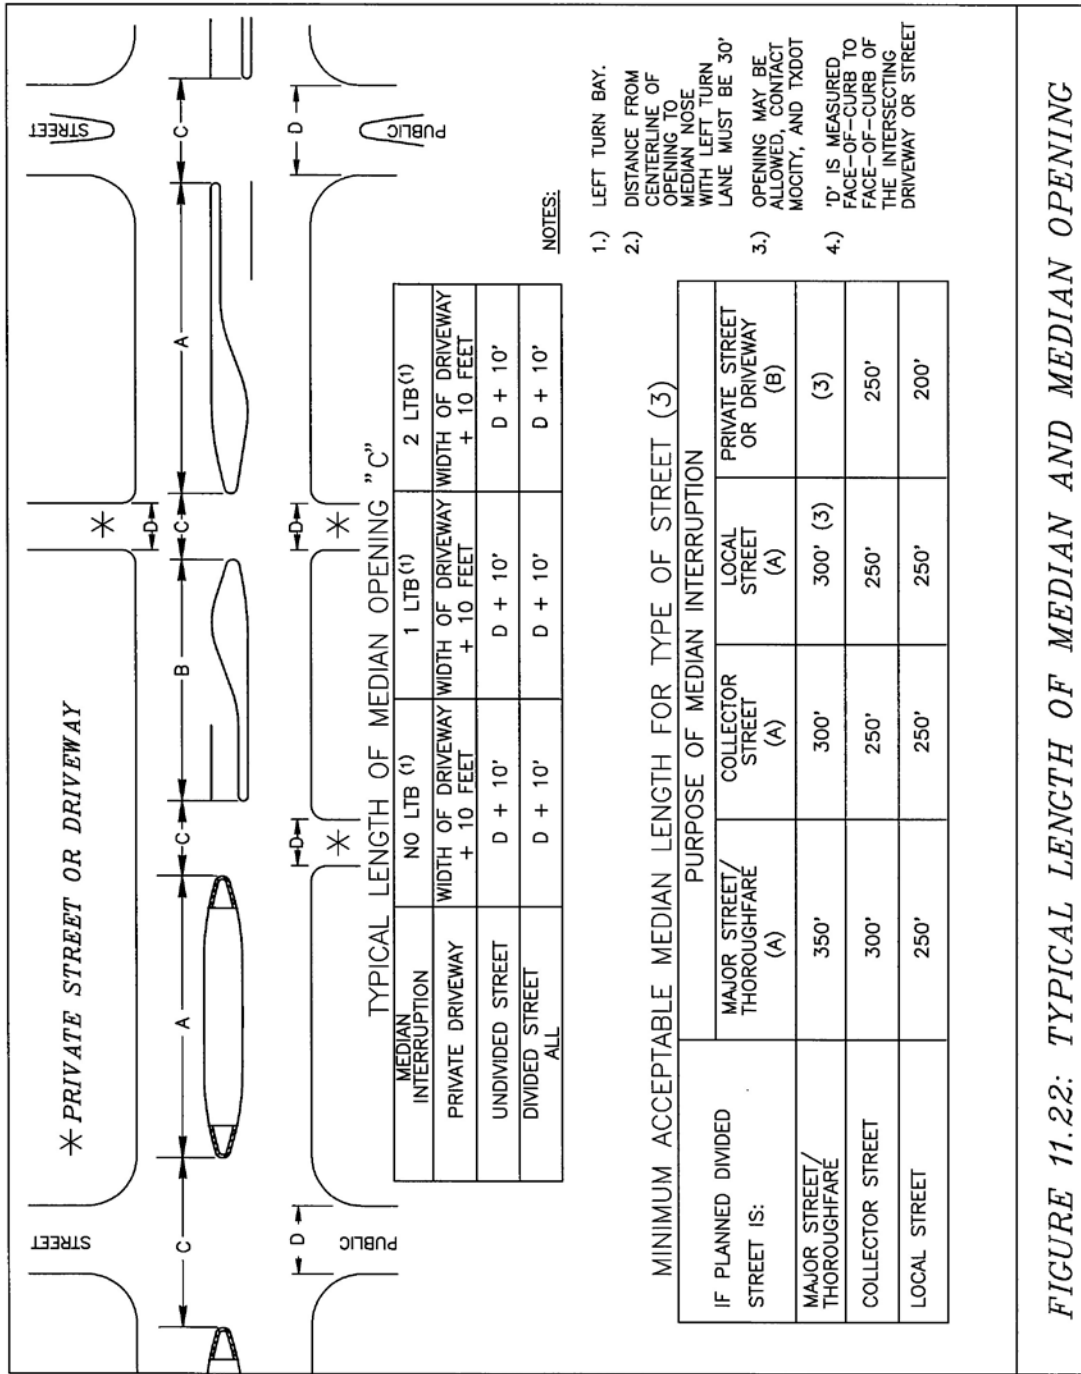 STREET
STREET
* PRIVATE STREET OR DRIVEWAY
C
A
C
B
C
A
C
D
D
D
D
D
*
*
*
PUBLIC
PUBLIC
TYPICAL LENGTH OF MEDIAN OPENING "C"
MEDIAN INTERRUPTION	NO LTB (1)	1 LTB (1)	2 LTB (1)
PRIVATE DRIVEWAY	WIDTH OF DRIVEWAY + 10 FEET	WIDTH OF DRIVEWAY + 10 FEET	WIDTH OF DRIVEWAY + 10 FEET
UNDIVIDED STREET	D + 10'	D + 10'	D + 10'
DIVIDED STREET ALL	D + 10'	D + 10'	D + 10'
MINIMUM ACCEPTABLE MEDIAN LENGTH FOR TYPE OF STREET (3)
PURPOSE OF MEDIAN INTERRUPTION
IF PLANNED DIVIDED STREET IS:	MAJOR STREET/ THOROUGHFARE (A)	COLLECTOR STREET (A)	LOCAL STREET (A)	PRIVATE STREET OR DRIVEWAY (B)
MAJOR STREET/ THOROUGHFARE	350'	300'	300' (3)	(3)
COLLECTOR STREET	300'	250'	250'	250'
LOCAL STREET	250'	250'	250'	200'
NOTES:
1.) LEFT TURN BAY.
2.) DISTANCE FROM
CENTERLINE OF
OPENING TO
MEDIAN NOSE
WITH LEFT TURN
LANE MUST BE 30'
3.) OPENING MAY BE
ALLOWED, CONTACT
MOCITY, AND TXDOT
4.) 'D' IS MEASURED
FACE-OF-CURB TO
FACE-OF-CURB OF
THE INTERSECTING
DRIVEWAY OR STREET
FIGURE 11.22: TYPICAL LENGTH OF MEDIAN AND MEDIAN OPENING